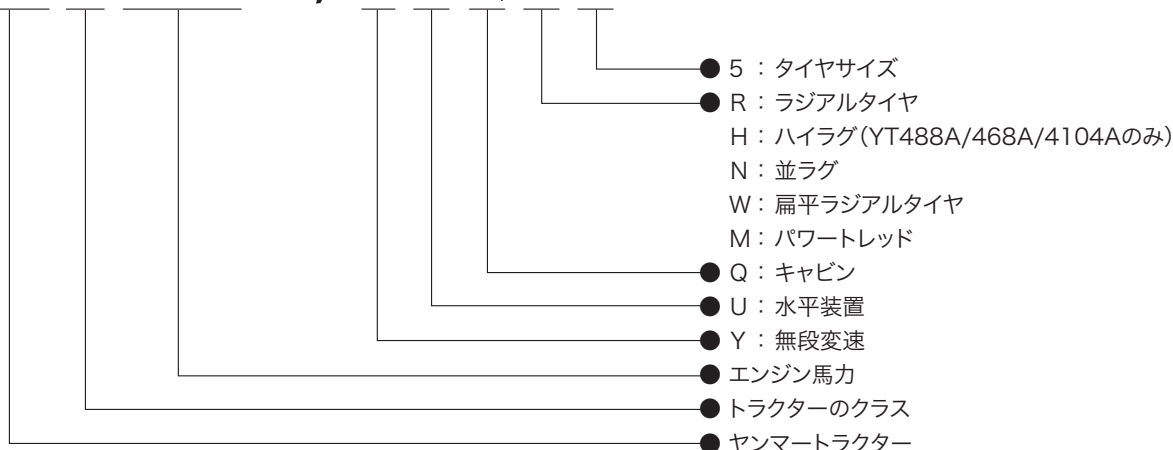 5 : タイヤサイズ
R : ラジアルタイヤ
H : ハイラグ(YT488A/468A/4104Aのみ)
N : 並ラグ
W : 扁平ラジアルタイヤ
M : パワートレッド
Q : キャビン
U : 水平装置
Y : 無段変速
エンジン馬力
トラクターのクラス
ヤンマートラクター